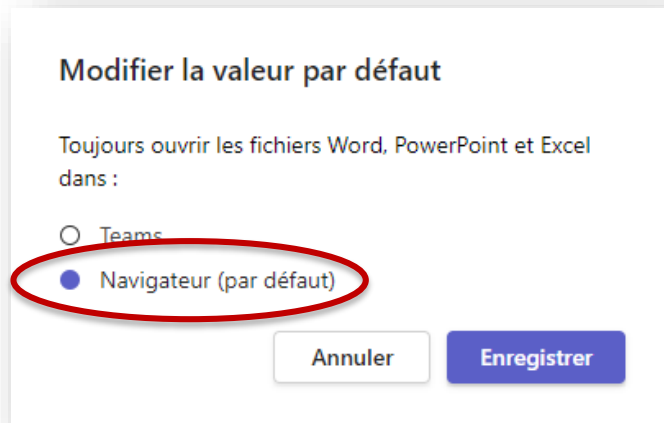 Modifier la valeur par défaut
Toujours ouvrir les fichiers Word, PowerPoint et Excel
dans :
Teams
Navigateur (par défaut)
Annuler
Enregistrer